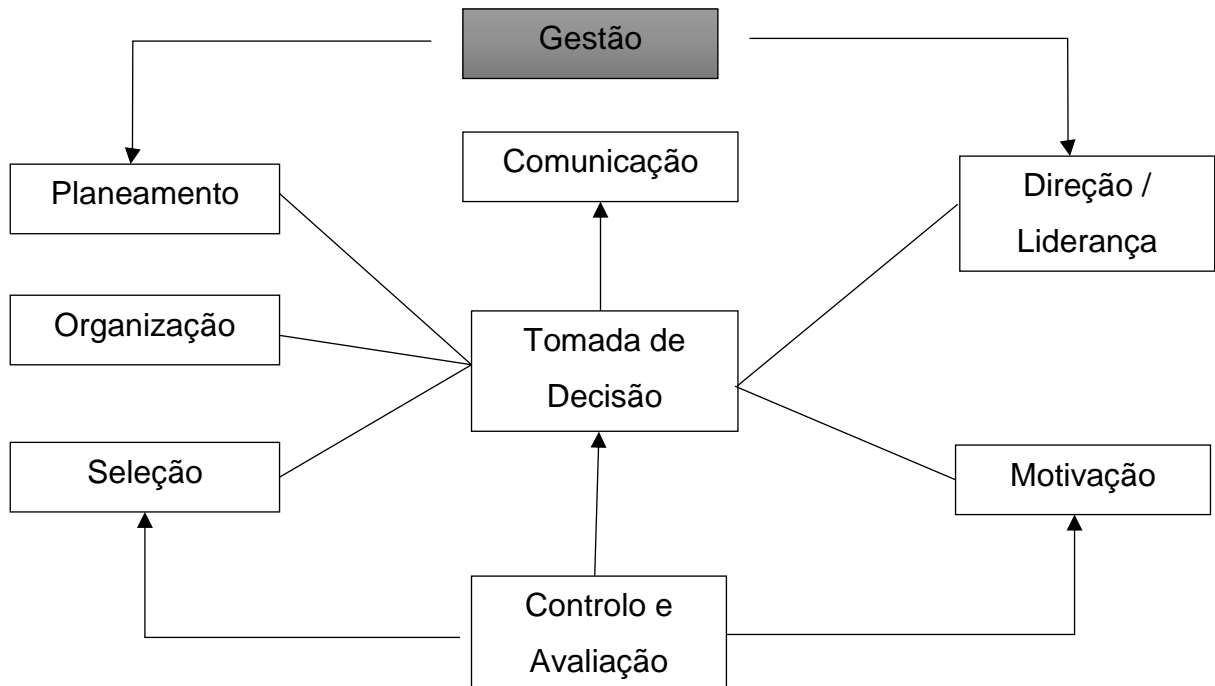 Gestão
Comunicação
Planeamento
Direção /
Liderança
Organização
Tomada de
Decisão
Seleção
Motivação
Controlo e
Avaliação